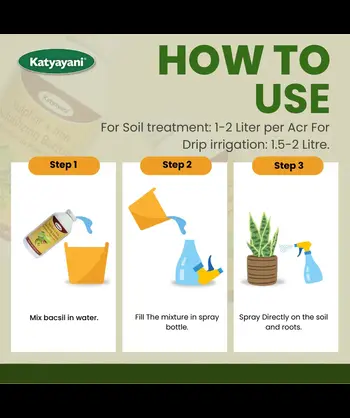 Katyayani®
HOW TO
USE
For Soil treatment: 1-2 Liter per Acr For
Drip irrigation: 1.5-2 Litre.
Step 1
Step 2
Step 3
Mix bacsil in water.
Fill The mixture in spray
bottle.
Spray Directly on the soil
and roots.